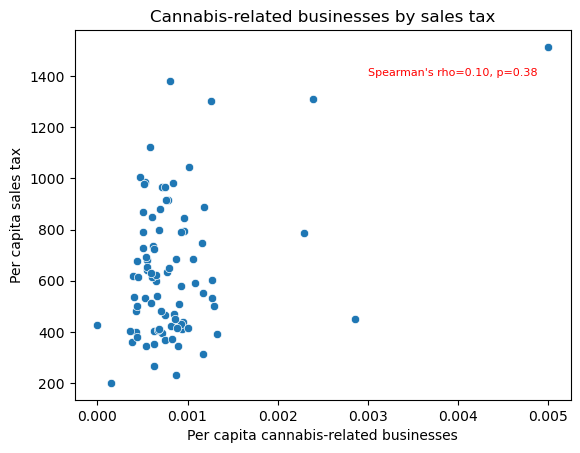 Cannabis-related businesses by sales tax
Spearman's rho=0.10, p=0.38
Per capita sales tax
1400
1200
1000
800
600
400
200
0.000 0.001 0.002 0.003 0.004 0.005
Per capita cannabis-related businesses